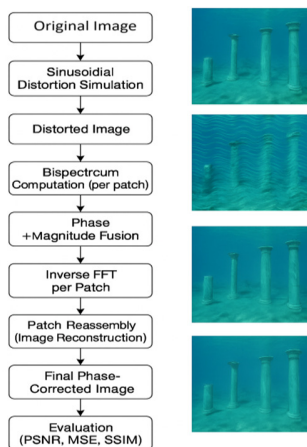 Original Image
Sinusoidal
Distortion Simulation
Distorted Image
Bispectrcum
Computation (per patch)
Phase
+Magnitude Fusion
Inverse FFT
per Patch
Patch Reassembly
(Image Reconstruction)
Final Phase-
Corrected Image
Evaluation
(PSNR, MSE, SSIM)